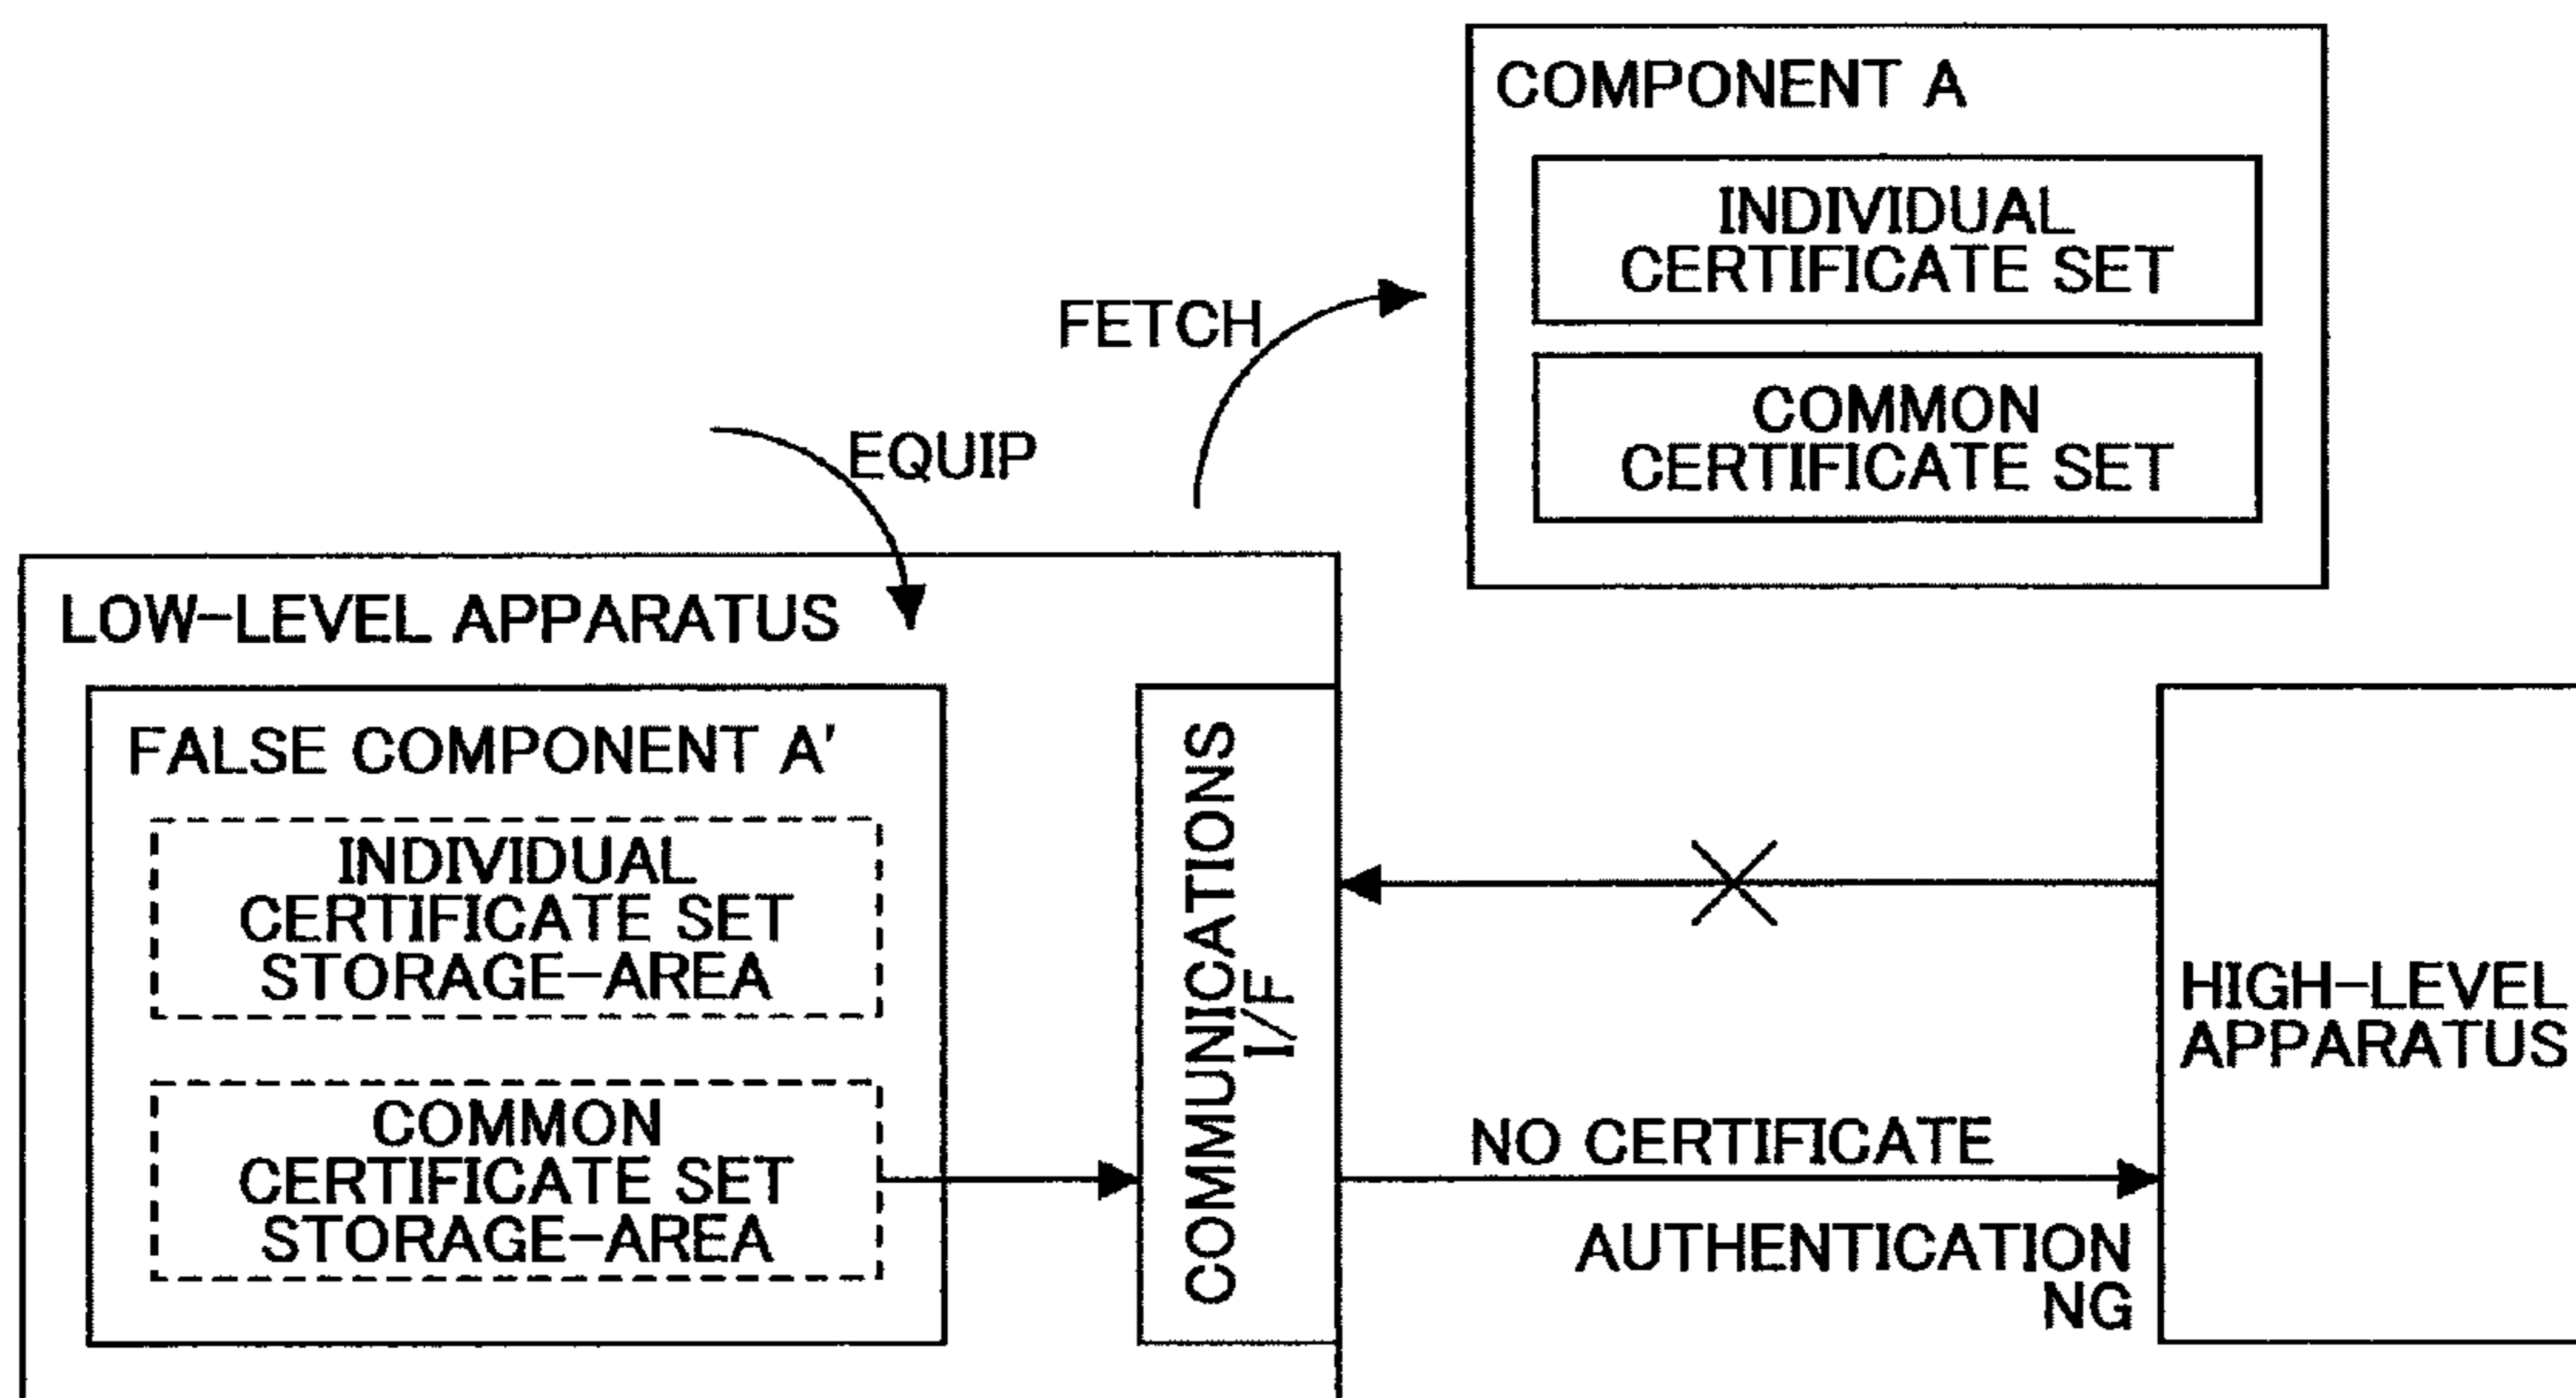 COMPONENT A
INDIVIDUAL
CERTIFICATE SET
COMMON
CERTIFICATE SET
FETCH
EQUIP
LOW-LEVEL APPARATUS
FALSE COMPONENT A'
INDIVIDUAL
CERTIFICATE SET
STORAGE-AREA
COMMON
CERTIFICATE SET
STORAGE-AREA
COMMUNICATIONS
I/F
NO CERTIFICATE
AUTHENTICATION
NG
HIGH-LEVEL
APPARATUS